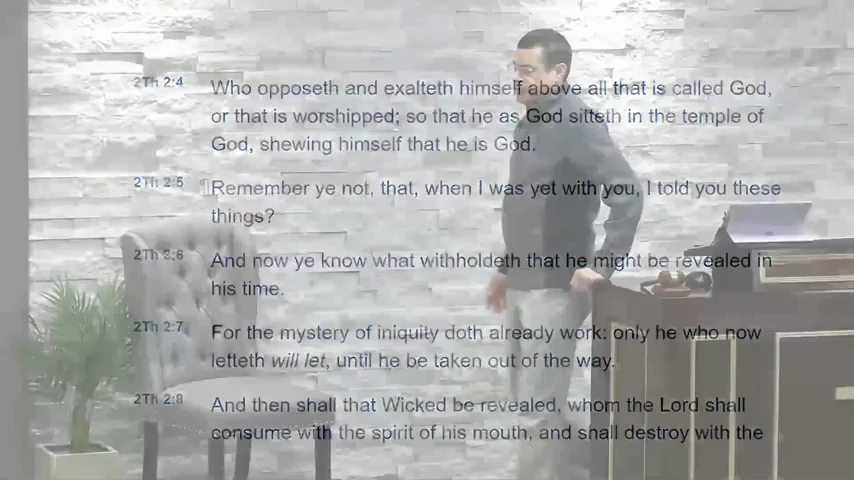 2Th 2:4 Who opposeth and exalteth himself above all that is called God,
or that is worshipped; so that he as God sitteth in the temple of
God, shewing himself that he is God.
2Th 2:5 ¶Remember ye not, that, when I was yet with you, I told you these
things?
2Th 2:6 And now ye know what withholdeth that he might be revealed in
his time.
2Th 2:7 For the mystery of iniquity doth already work: only he who now
letteth will let, until he be taken out of the way.
2Th 2:8 And then shall that Wicked be revealed, whom the Lord shall
consume with the spirit of his mouth, and shall destroy with the